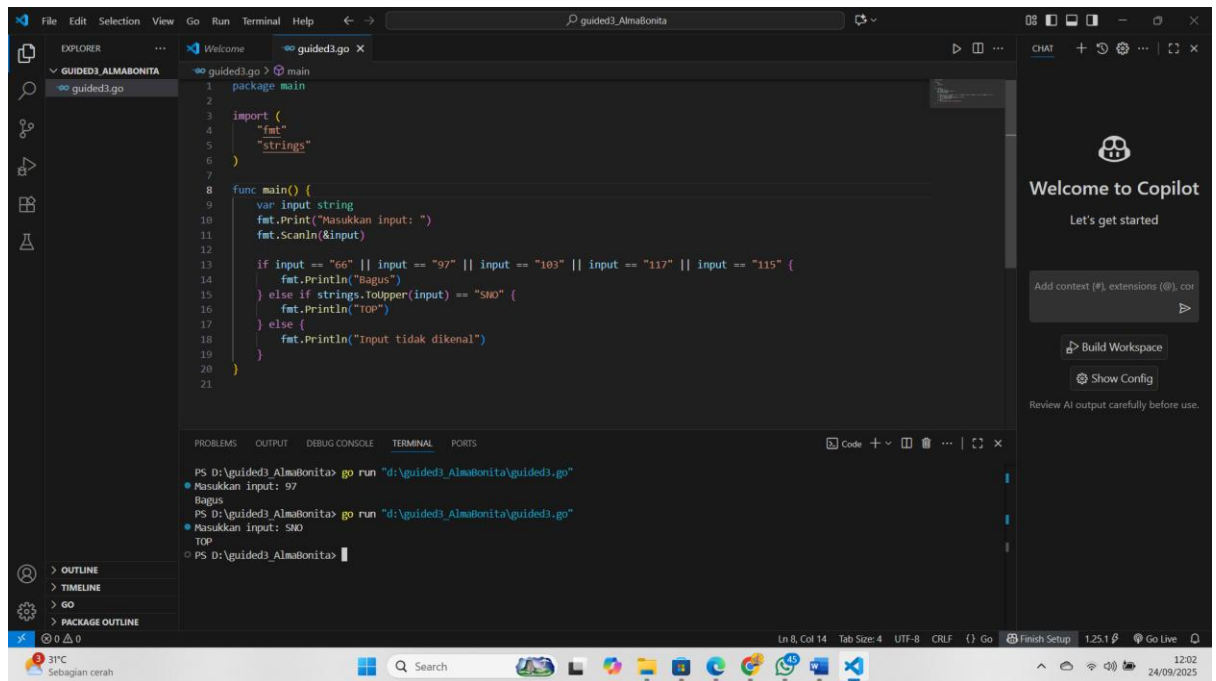 File Edit Selection View Go Run Terminal Help
guided3_AlmaBonita
EXPLORER
GUIDED3_ALMABONITA
guided3.go
Welcome
guided3.go
guided3.go > main
1 package main
2
3 import (
4 "fmt"
5 "strings"
6 )
7
8 func main() {
9 var input string
10 fmt.Print("Masukkan input: ")
11 fmt.Scanln(&input)
12
13 if input == "66" || input == "97" || input == "103" || input == "117" || input == "115" {
14 fmt.Println("Bagus")
15 } else if strings.ToUpper(input) == "SNO" {
16 fmt.Println("TOP")
17 } else {
18 fmt.Println("Input tidak dikenal")
19 }
20 }
21
PROBLEMS OUTPUT DEBUG CONSOLE TERMINAL PORTS
Code
PS D:\guided3_AlmaBonita> go run "d:\guided3_AlmaBonita\guided3.go"
Masukkan input: 97
Bagus
PS D:\guided3_AlmaBonita> go run "d:\guided3_AlmaBonita\guided3.go"
Masukkan input: SNO
TOP
PS D:\guided3_AlmaBonita>
CHAT
Welcome to Copilot
Let's get started
Add context (#), extensions (@), cor
Build Workspace
Show Config
Review AI output carefully before use.
OUTLINE
TIMELINE
GO
PACKAGE OUTLINE
0 0
Ln 8, Col 14 Tab Size: 4 UTF-8 CRLF {} Go Finish Setup 1.25.1 Go Live
3
31°C
Sebagian cerah
Search
45
12:02
24/09/2025